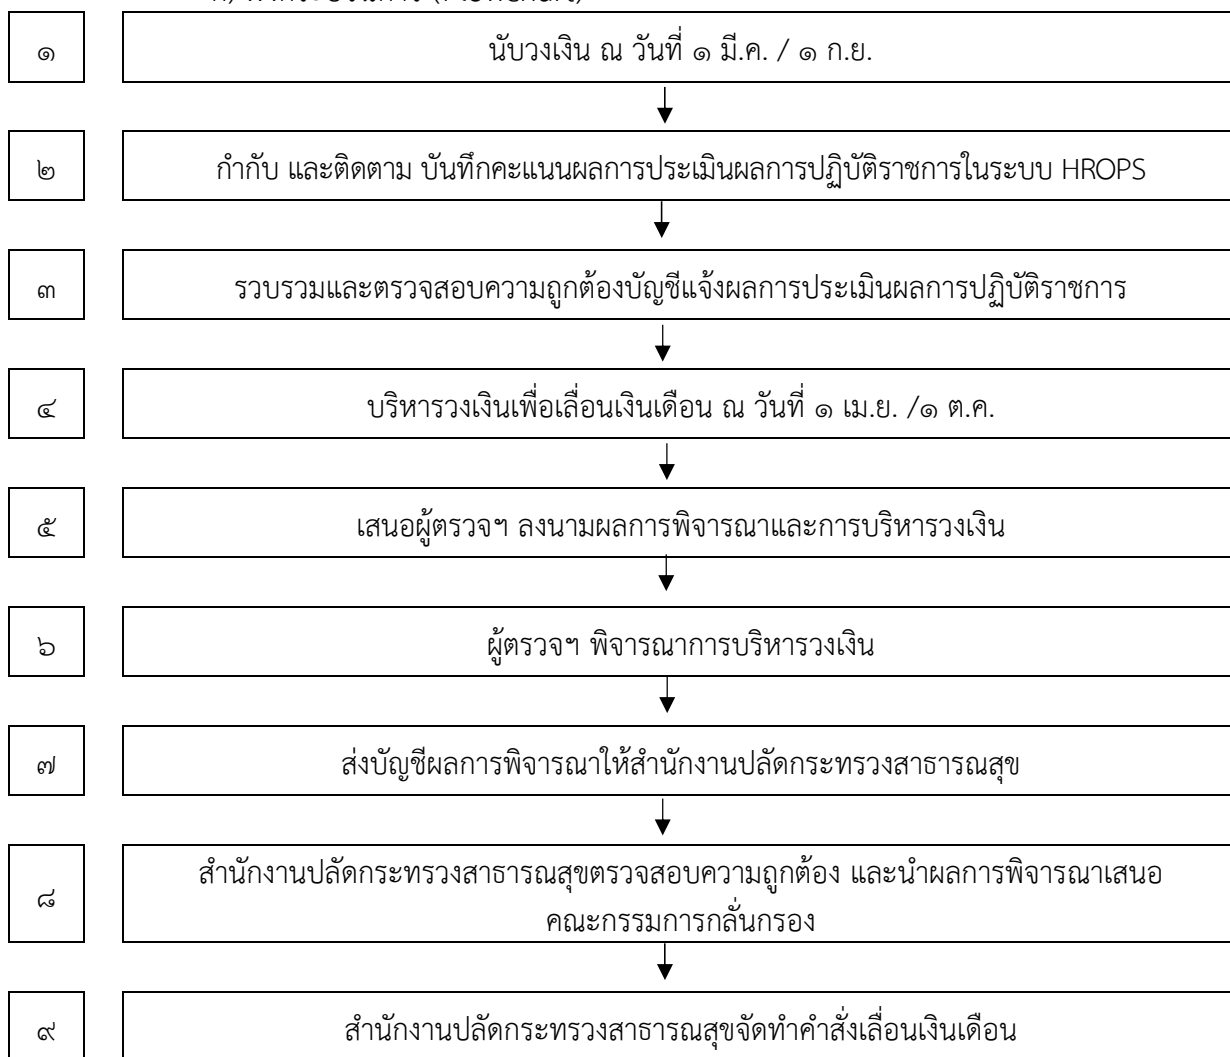 (Flowchart)
๑
นับวงเงิน ณ วันที่ ๑ มี.ค. / ๑ ก.ย.
๒
กำกับ และติดตาม บันทึกคะแนนผลการประเมินผลการปฏิบัติราชการในระบบ HROPS
๓
รวบรวมและตรวจสอบความถูกต้องบัญชีแจ้งผลการประเมินผลการปฏิบัติราชการ
๔
บริหารวงเงินเพื่อเลื่อนเงินเดือน ณ วันที่ ๑ เม.ย. /๑ ต.ค.
๕
เสนอผู้ตรวจฯ ลงนามผลการพิจารณาและการบริหารวงเงิน
๖
ผู้ตรวจฯ พิจารณาการบริหารวงเงิน
๗
ส่งบัญชีผลการพิจารณาให้สำนักงานปลัดกระทรวงสาธารณสุข
๘
สำนักงานปลัดกระทรวงสาธารณสุขตรวจสอบความถูกต้อง และนำผลการพิจารณาเสนอ
คณะกรรมการกลั่นกรอง
๙
สำนักงานปลัดกระทรวงสาธารณสุขจัดทำคำสั่งเลื่อนเงินเดือน